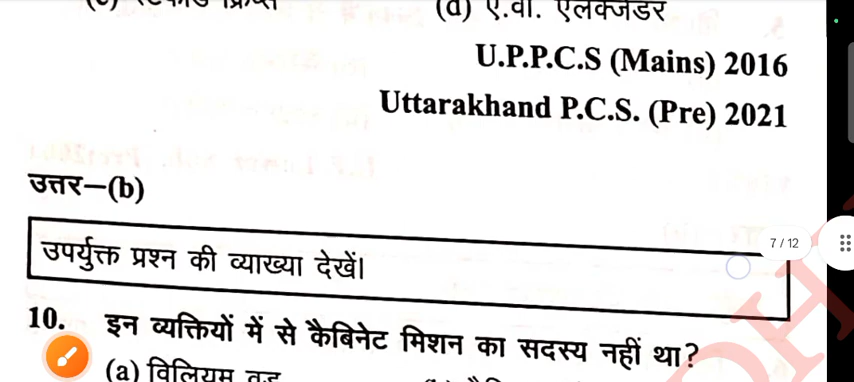 (d) ए.वी. एलेक्जेंडर
U.P.P.C.S (Mains) 2016
Uttarakhand P.C.S. (Pre) 2021
उत्तर–(b)
उपर्युक्त प्रश्न की व्याख्या देखें।
7 / 12
10. इन व्यक्तियों में से कैबिनेट मिशन का सदस्य नहीं था?
(a) विलियम वुड